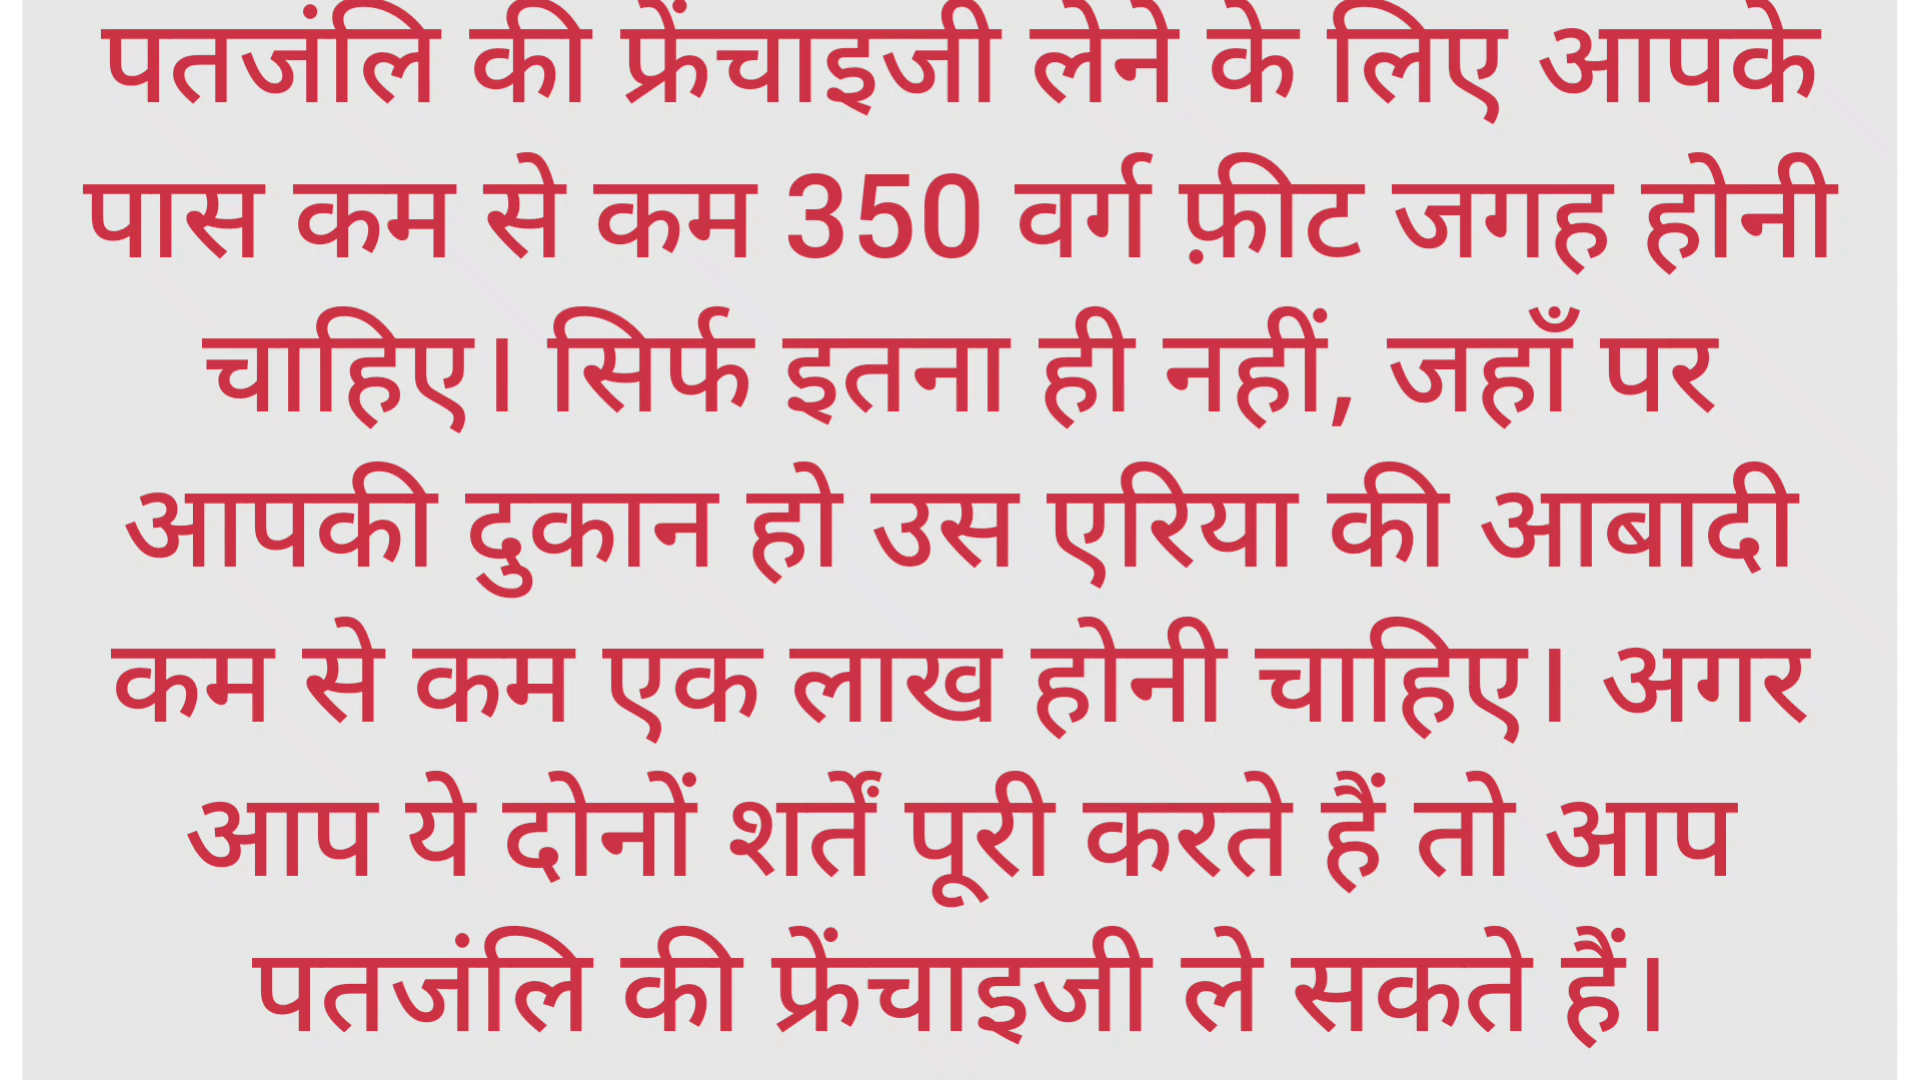 पतजंलि की फ्रेंचाइजी लेने के लिए आपके
पास कम से कम 350 वर्ग फ़ीट जगह होनी
चाहिए। सिर्फ इतना ही नहीं, जहाँ पर
आपकी दुकान हो उस एरिया की आबादी
कम से कम एक लाख होनी चाहिए। अगर
आप ये दोनों शर्तें पूरी करते हैं तो आप
पतजंलि की फ्रेंचाइजी ले सकते हैं।